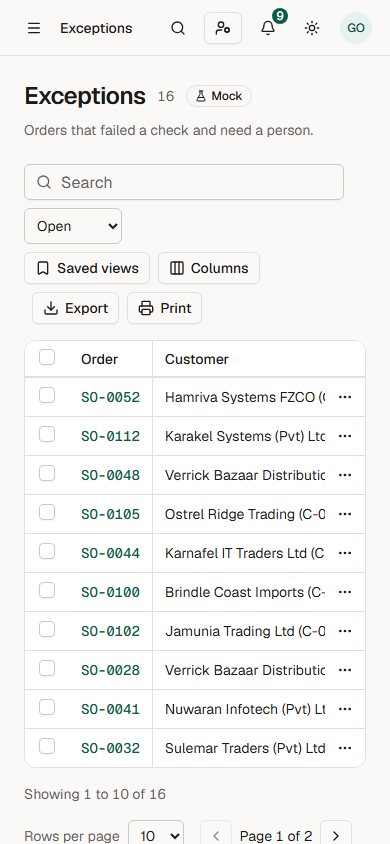 Exceptions
9
GO
Exceptions 16 Mock
Orders that failed a check and need a person.
Search
Open
Saved views Columns
Export Print
Order Customer
SO-0052 Hamriva Systems FZCO (
SO-0112 Karakel Systems (Pvt) Ltd
SO-0048 Verrick Bazaar Distributio
SO-0105 Ostrel Ridge Trading (C-0
SO-0044 Karnafel IT Traders Ltd (C
SO-0100 Brindle Coast Imports (C-
SO-0102 Jamunia Trading Ltd (C-0
SO-0028 Verrick Bazaar Distributio
SO-0041 Nuwaran Infotech (Pvt) Lt
SO-0032 Sulemar Traders (Pvt) Ltd
Showing 1 to 10 of 16
Rows per page 10 Page 1 of 2